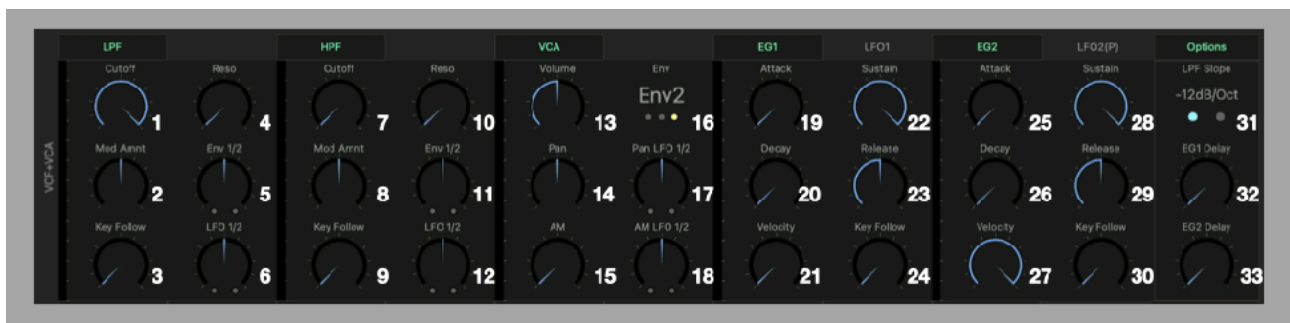 LPF HPF VCA EG1 LFO1 EG2 LFO2(P) Options
Cutoff Reso Cutoff Reso Volume Env Attack Sustain Attack Sustain LPF Slope
Env2 -12dB/Oct
1 4 7 10 13 16 19 22 25 28 31
VCF+VCA
Mod Amnt Env 1/2 Mod Amnt Env 1/2 Pan Pan LFO 1/2 Decay Release Decay Release EG1 Delay
2 5 8 11 14 17 20 23 26 29 32
Key Follow LFO 1/2 Key Follow LFO 1/2 AM AM LFO 1/2 Velocity Key Follow Velocity Key Follow EG2 Delay
3 6 9 12 15 18 21 24 27 30 33